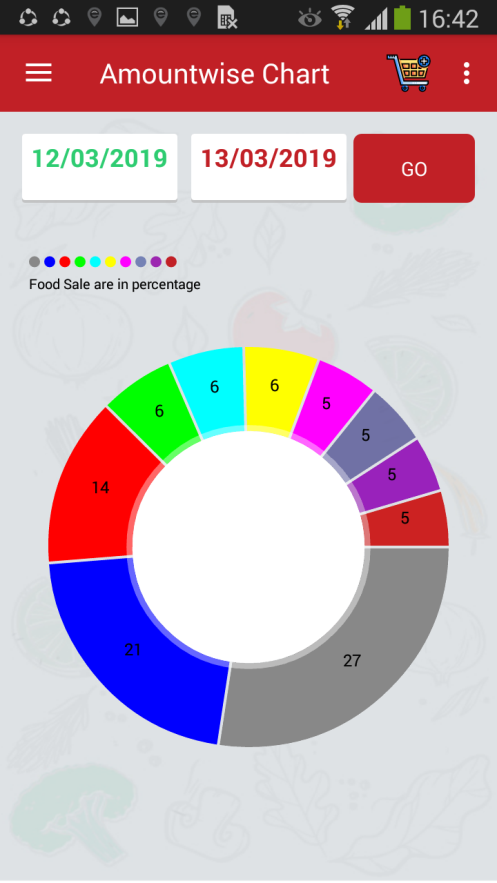 16:42
Amountwise Chart
12/03/2019 13/03/2019 GO
Food Sale are in percentage
6 6 6 5 5 5 5
14
21 27